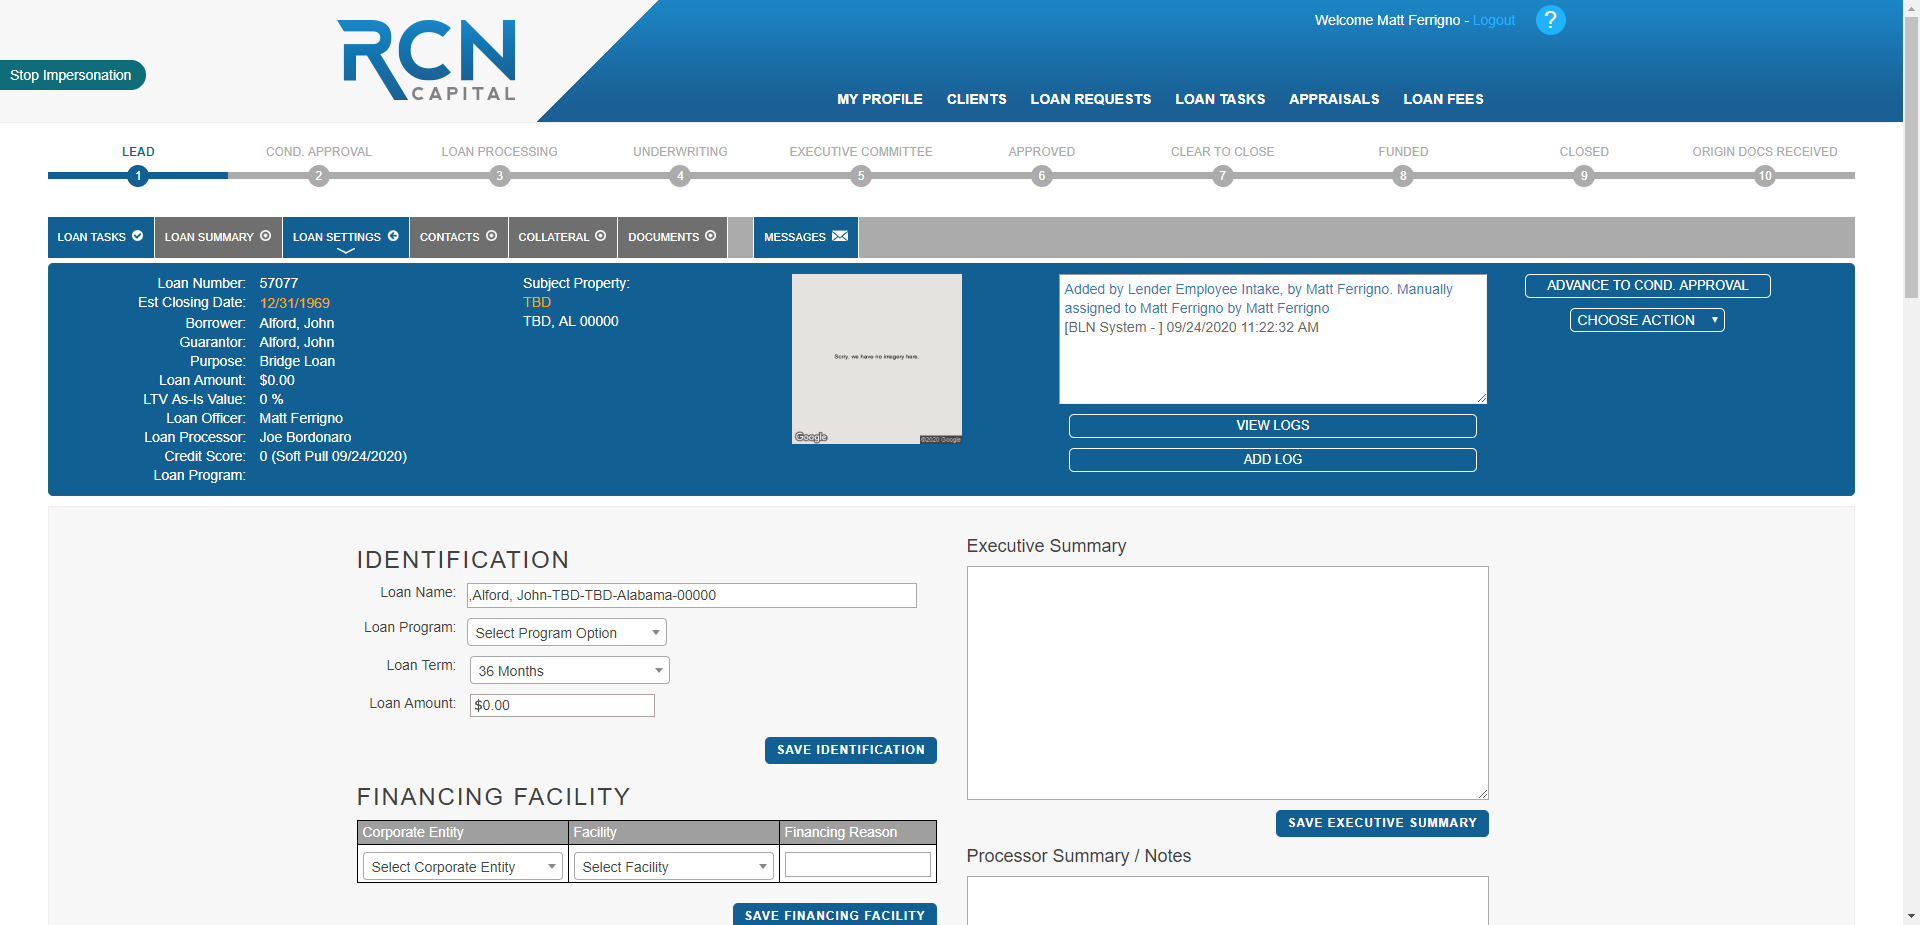 Welcome Matt Ferrigno - Logout
?
Stop Impersonation
RCN
CAPITAL
MY PROFILE CLIENTS LOAN REQUESTS LOAN TASKS APPRAISALS LOAN FEES
LEAD COND. APPROVAL LOAN PROCESSING UNDERWRITING EXECUTIVE COMMITTEE APPROVED CLEAR TO CLOSE FUNDED CLOSED ORIGIN DOCS RECEIVED
1 2 3 4 5 6 7 8 9 10
LOAN TASKS LOAN SUMMARY LOAN SETTINGS CONTACTS COLLATERAL DOCUMENTS MESSAGES
Loan Number: 57077
Est Closing Date: 12/31/1969
Borrower: Alford, John
Guarantor: Alford, John
Purpose: Bridge Loan
Loan Amount: $0.00
LTV As-Is Value: 0 %
Loan Officer: Matt Ferrigno
Loan Processor: Joe Bordonaro
Credit Score: 0 (Soft Pull 09/24/2020)
Loan Program:
Subject Property:
TBD
TBD, AL 00000
Sorry, we have no imagery here.
Google ©2020 Google
Added by Lender Employee Intake, by Matt Ferrigno. Manually
assigned to Matt Ferrigno by Matt Ferrigno
[BLN System - ] 09/24/2020 11:22:32 AM
VIEW LOGS
ADD LOG
ADVANCE TO COND. APPROVAL
CHOOSE ACTION
IDENTIFICATION
Loan Name: ,Alford, John-TBD-TBD-Alabama-00000
Loan Program: Select Program Option
Loan Term: 36 Months
Loan Amount: $0.00
SAVE IDENTIFICATION
FINANCING FACILITY
Corporate Entity Facility Financing Reason
Select Corporate Entity Select Facility
SAVE FINANCING FACILITY
Executive Summary
SAVE EXECUTIVE SUMMARY
Processor Summary / Notes